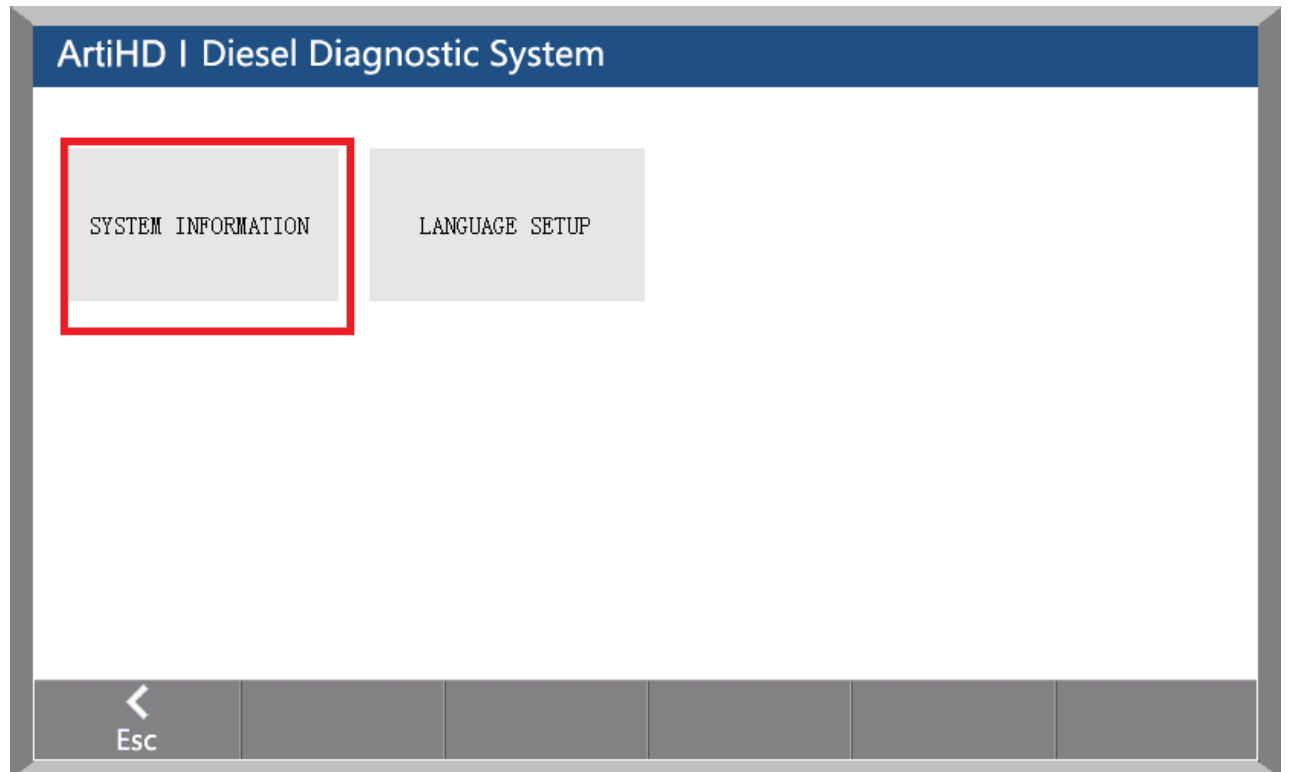 ArtiHD I Diesel Diagnostic System
SYSTEM INFORMATION
LANGUAGE SETUP
Esc